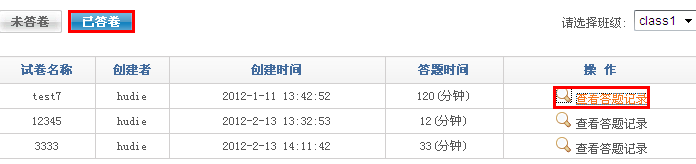 未答卷 已答卷 请选择班级: class1
试卷名称 创建者 创建时间 答题时间 操 作
test7 hudie 2012-1-11 13:42:52 120(分钟) 查看答题记录
12345 hudie 2012-2-13 13:32:53 12(分钟) 查看答题记录
3333 hudie 2012-2-13 14:11:42 33(分钟) 查看答题记录